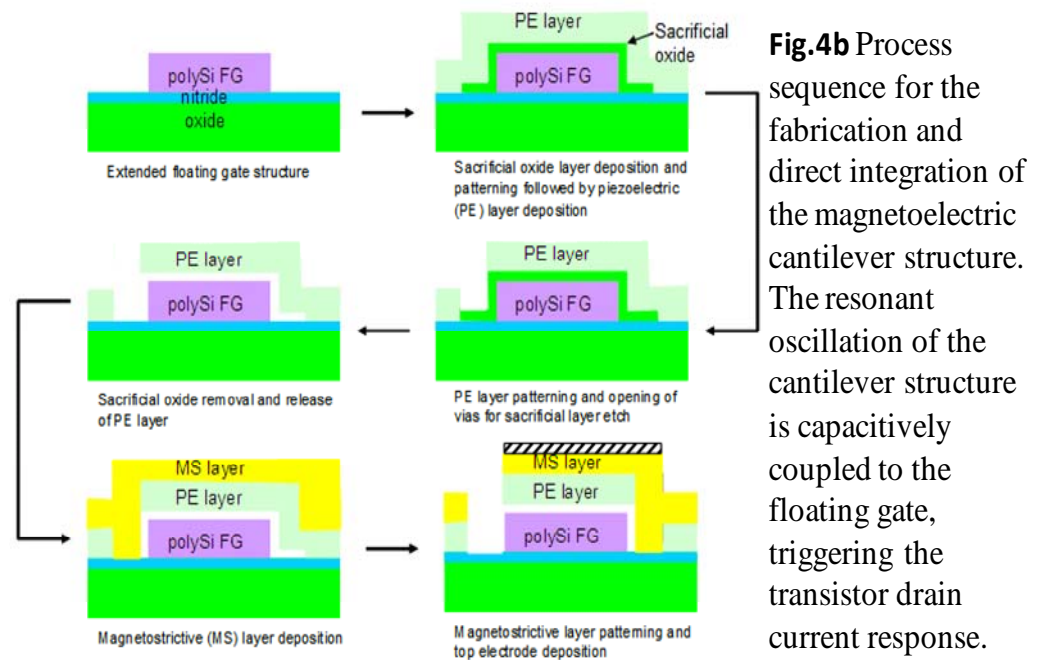 polySi FG
nitride
oxide
Extended floating gate structure
PE layer
Sacrificial
oxide
polySi FG
Sacrificial oxide layer deposition and
patterning followed by piezoelectric
(PE) layer deposition
PE layer
polySi FG
PE layer patterning and opening of
vias for sacrificial layer etch
PE layer
polySi FG
Sacrificial oxide removal and release
of PE layer
MS layer
PE layer
polySi FG
Magnetostrictive (MS) layer deposition
MS layer
PE layer
polySi FG
Magnetostrictive layer patterning and
top electrode deposition
Fig.4b Process
sequence for the
fabrication and
direct integration of
the magnetoelectric
cantilever structure.
The resonant
oscillation of the
cantilever structure
is capacitively
coupled to the
floating gate,
triggering the
transistor drain
current response.